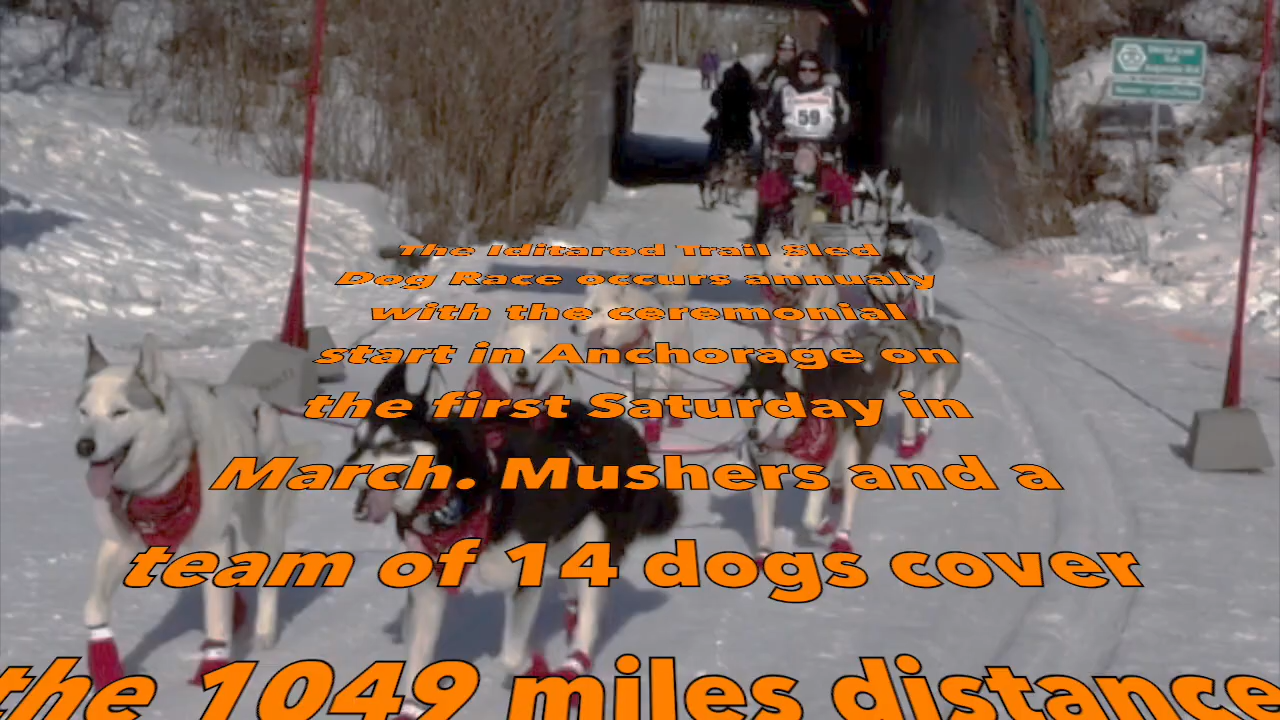 59
The Iditarod Trail Sled
Dog Race occurs annualy
with the ceremonial
start in Anchorage on
the first Saturday in
March. Mushers and a
team of 14 dogs cover
the 1049 miles distance